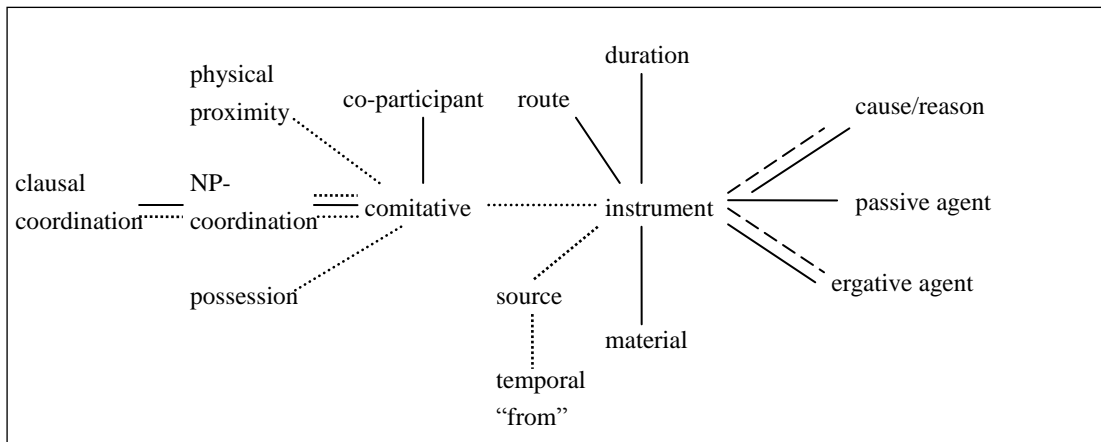 duration
physical
proximity
co-participant
route
cause/reason
clausal
coordination
NP-
coordination
comitative
instrument
passive agent
possession
source
ergative agent
material
temporal
“from”